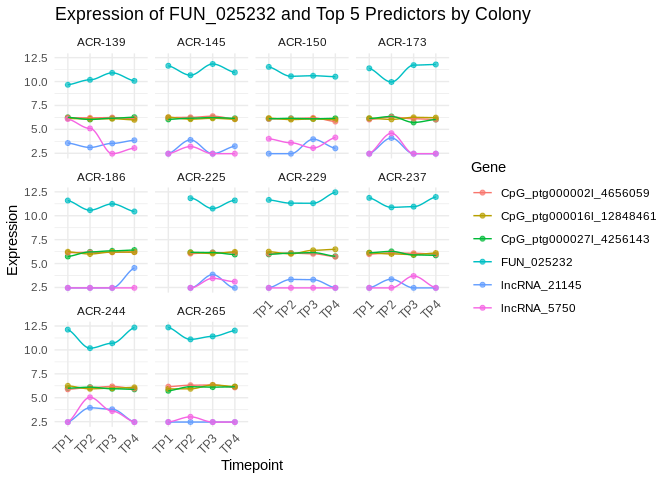 Expression of FUN_025232 and Top 5 Predictors by Colony
ACR-139 ACR-145 ACR-150 ACR-173
12.5
10.0
7.5
5.0
2.5
ACR-186 ACR-225 ACR-229 ACR-237
12.5
10.0
7.5
5.0
2.5
TP1 TP2 TP3 TP4 TP1 TP2 TP3 TP4
ACR-244 ACR-265
12.5
10.0
7.5
5.0
2.5
TP1 TP2 TP3 TP4 TP1 TP2 TP3 TP4
Expression
Timepoint
Gene
CpG_ptg000002l_4656059
CpG_ptg000016l_12848461
CpG_ptg000027l_4256143
FUN_025232
lncRNA_21145
lncRNA_5750